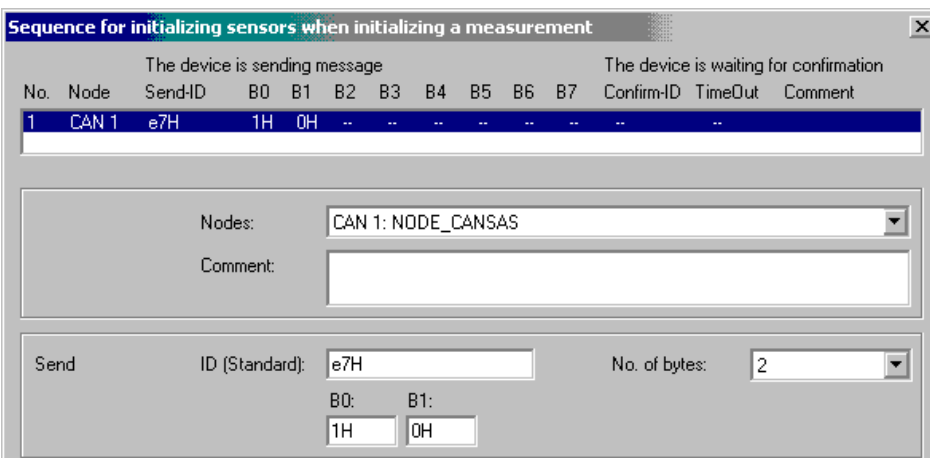 Sequence for initializing sensors when initializing a measurement
The device is sending message The device is waiting for confirmation
No. Node Send-ID B0 B1 B2 B3 B4 B5 B6 B7 Confirm-ID TimeOut Comment
1 CAN 1 e7H 1H 0H -- -- -- -- -- -- -- --
Nodes: CAN 1: NODE_CANSAS
Comment:
Send ID (Standard): e7H No. of bytes: 2
B0: B1:
1H 0H